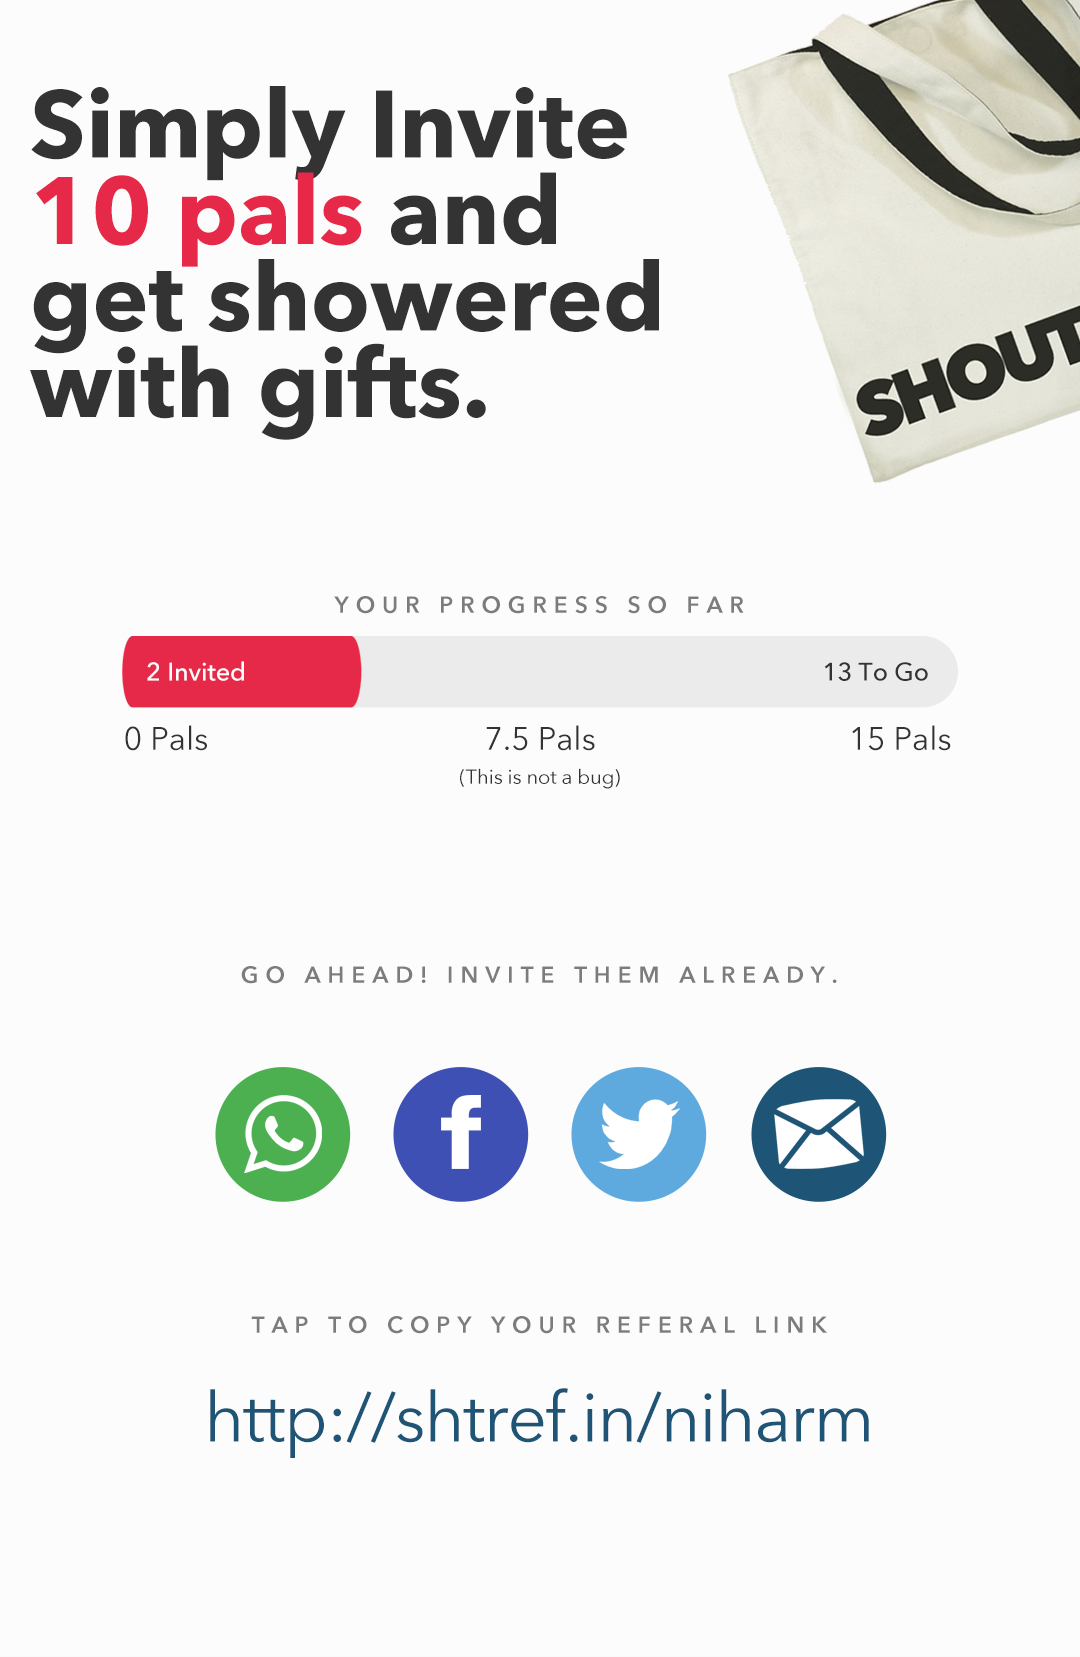 Simply Invite
10 pals and
get showered
with gifts.
SHOUT
YOUR PROGRESS SO FAR
2 Invited
13 To Go
0 Pals
7.5 Pals
15 Pals
(This is not a bug)
GO AHEAD! INVITE THEM ALREADY.
TAP TO COPY YOUR REFERAL LINK
http://shtref.in/niharm